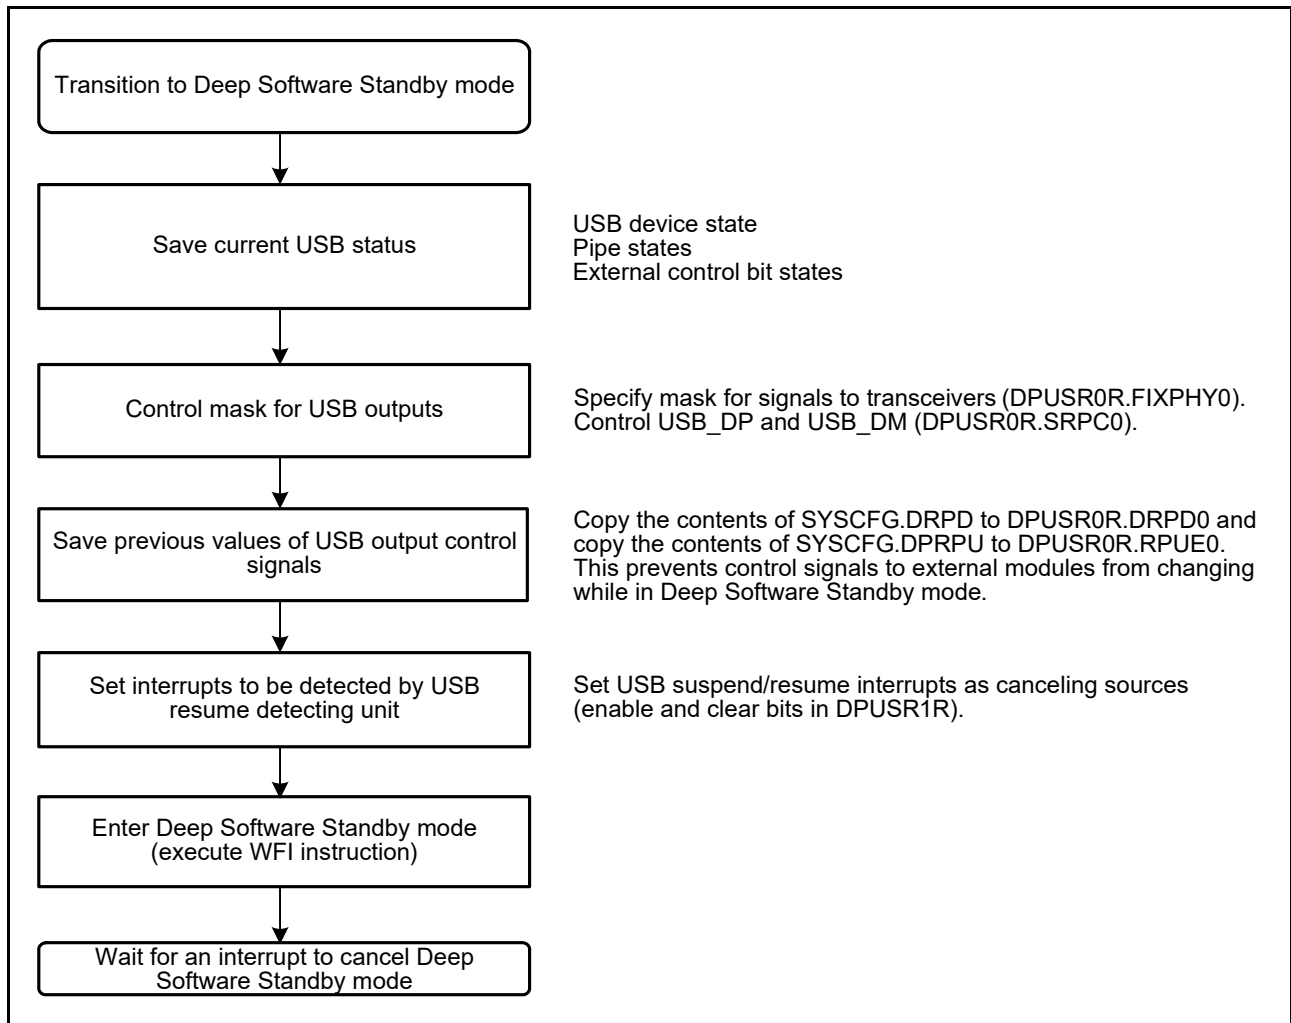 Transition to Deep Software Standby mode
Save current USB status
USB device state
Pipe states
External control bit states
Control mask for USB outputs
Specify mask for signals to transceivers (DPUSR0R.FIXPHY0).
Control USB_DP and USB_DM (DPUSR0R.SRPC0).
Save previous values of USB output control
signals
Copy the contents of SYSCFG.DRPD to DPUSR0R.DRPD0 and
copy the contents of SYSCFG.DPRPU to DPUSR0R.RPUE0.
This prevents control signals to external modules from changing
while in Deep Software Standby mode.
Set interrupts to be detected by USB
resume detecting unit
Set USB suspend/resume interrupts as canceling sources
(enable and clear bits in DPUSR1R).
Enter Deep Software Standby mode
(execute WFI instruction)
Wait for an interrupt to cancel Deep
Software Standby mode